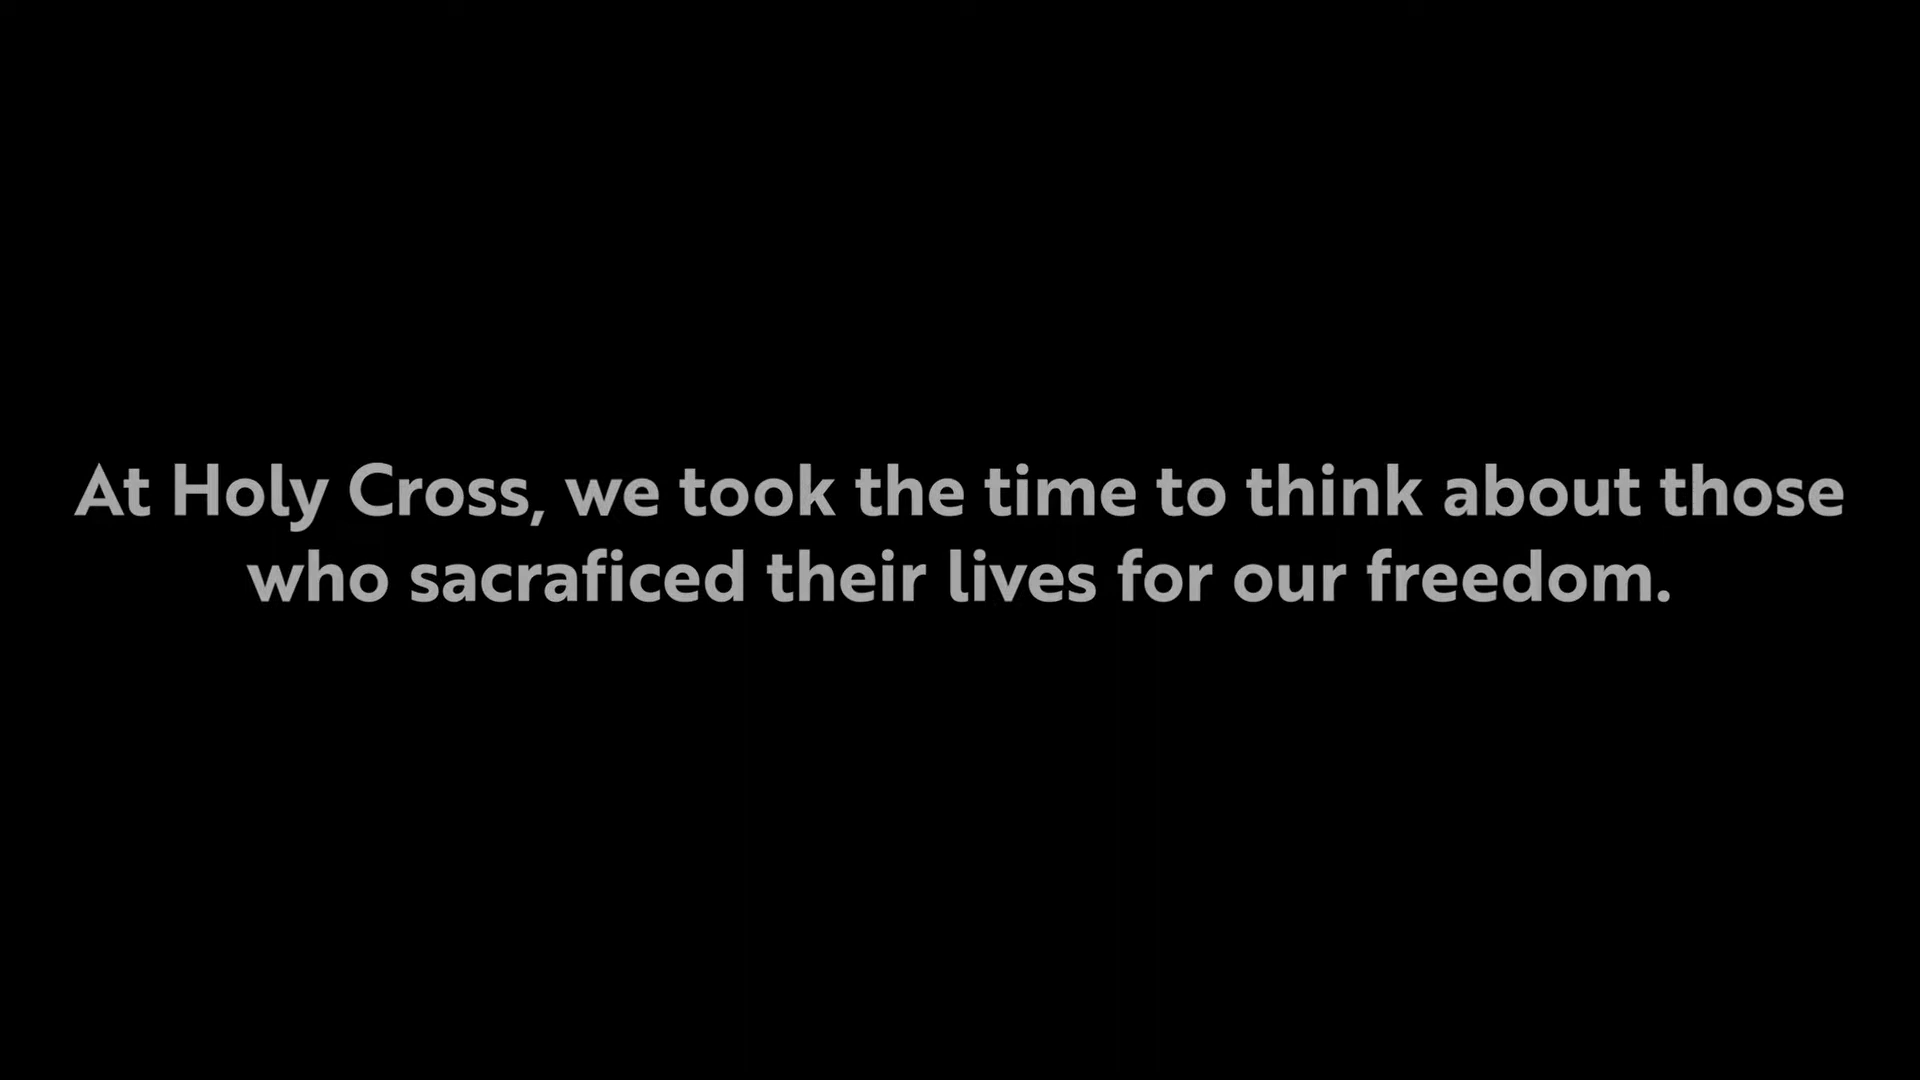 At Holy Cross, we took the time to think about those
who sacraficed their lives for our freedom.